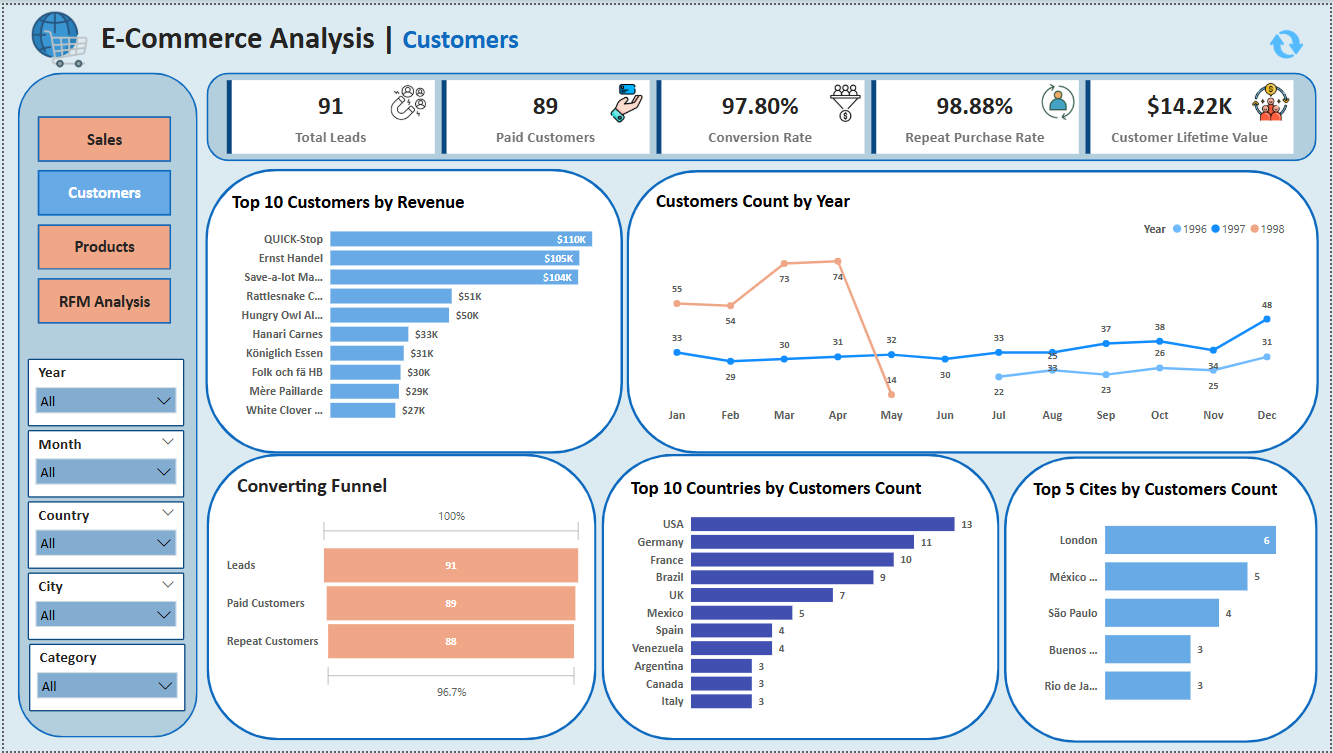 E-Commerce Analysis | Customers
Sales
Customers
Products
RFM Analysis
Year
All
Month
All
Country
All
City
All
Category
All
91
Total Leads
89
Paid Customers
97.80%
Conversion Rate
98.88%
Repeat Purchase Rate
$14.22K
Customer Lifetime Value
Top 10 Customers by Revenue
QUICK-Stop $110K
Ernst Handel $105K
Save-a-lot Ma... $104K
Rattlesnake C... $51K
Hungry Owl Al... $50K
Hanari Carnes $33K
Königlich Essen $31K
Folk och fä HB $30K
Mère Paillarde $29K
White Clover ... $27K
Customers Count by Year
Year 1996 1997 1998
55 54 73 74 14
33 29 30 31 32 30 33 33 37 38 34 48
22 25 23 26 25 31
Jan Feb Mar Apr May Jun Jul Aug Sep Oct Nov Dec
Converting Funnel
100%
Leads 91
Paid Customers 89
Repeat Customers 88
96.7%
Top 10 Countries by Customers Count
USA 13
Germany 11
France 10
Brazil 9
UK 7
Mexico 5
Spain 4
Venezuela 4
Argentina 3
Canada 3
Italy 3
Top 5 Cites by Customers Count
London 6
México ... 5
São Paulo 4
Buenos ... 3
Rio de Ja... 3